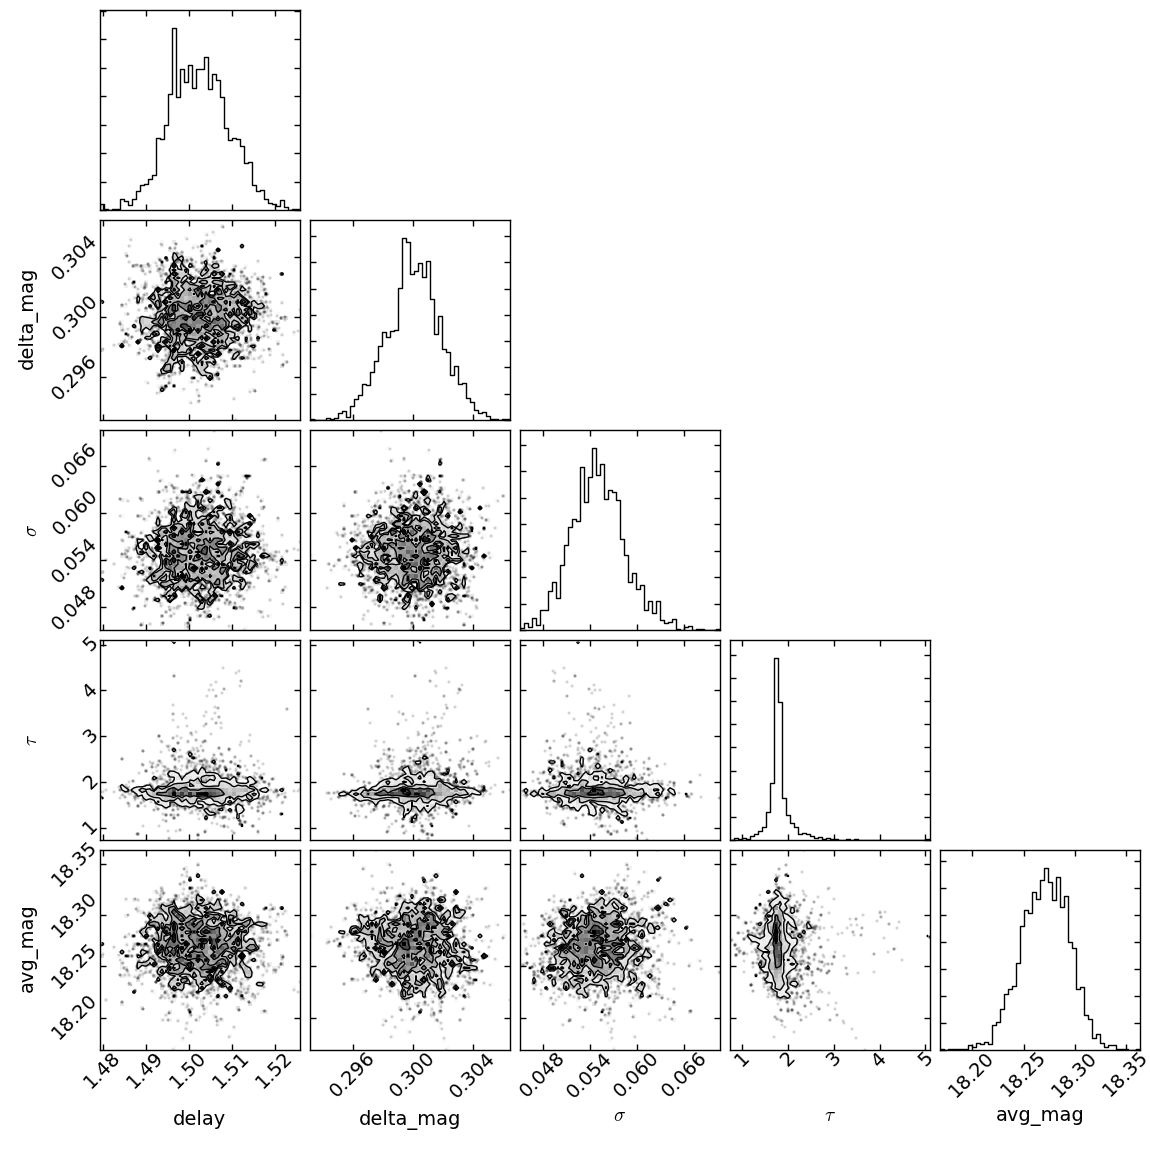 delta_mag
0.304
0.300
0.296
σ
0.066
0.060
0.054
0.048
τ
5
4
3
2
1
avg_mag
18.35
18.30
18.25
18.20
1.48 1.49 1.50 1.51 1.52
0.296 0.300 0.304
0.048 0.054 0.060 0.066
1 2 3 4 5
18.20 18.25 18.30 18.35
delay delta_mag σ τ avg_mag